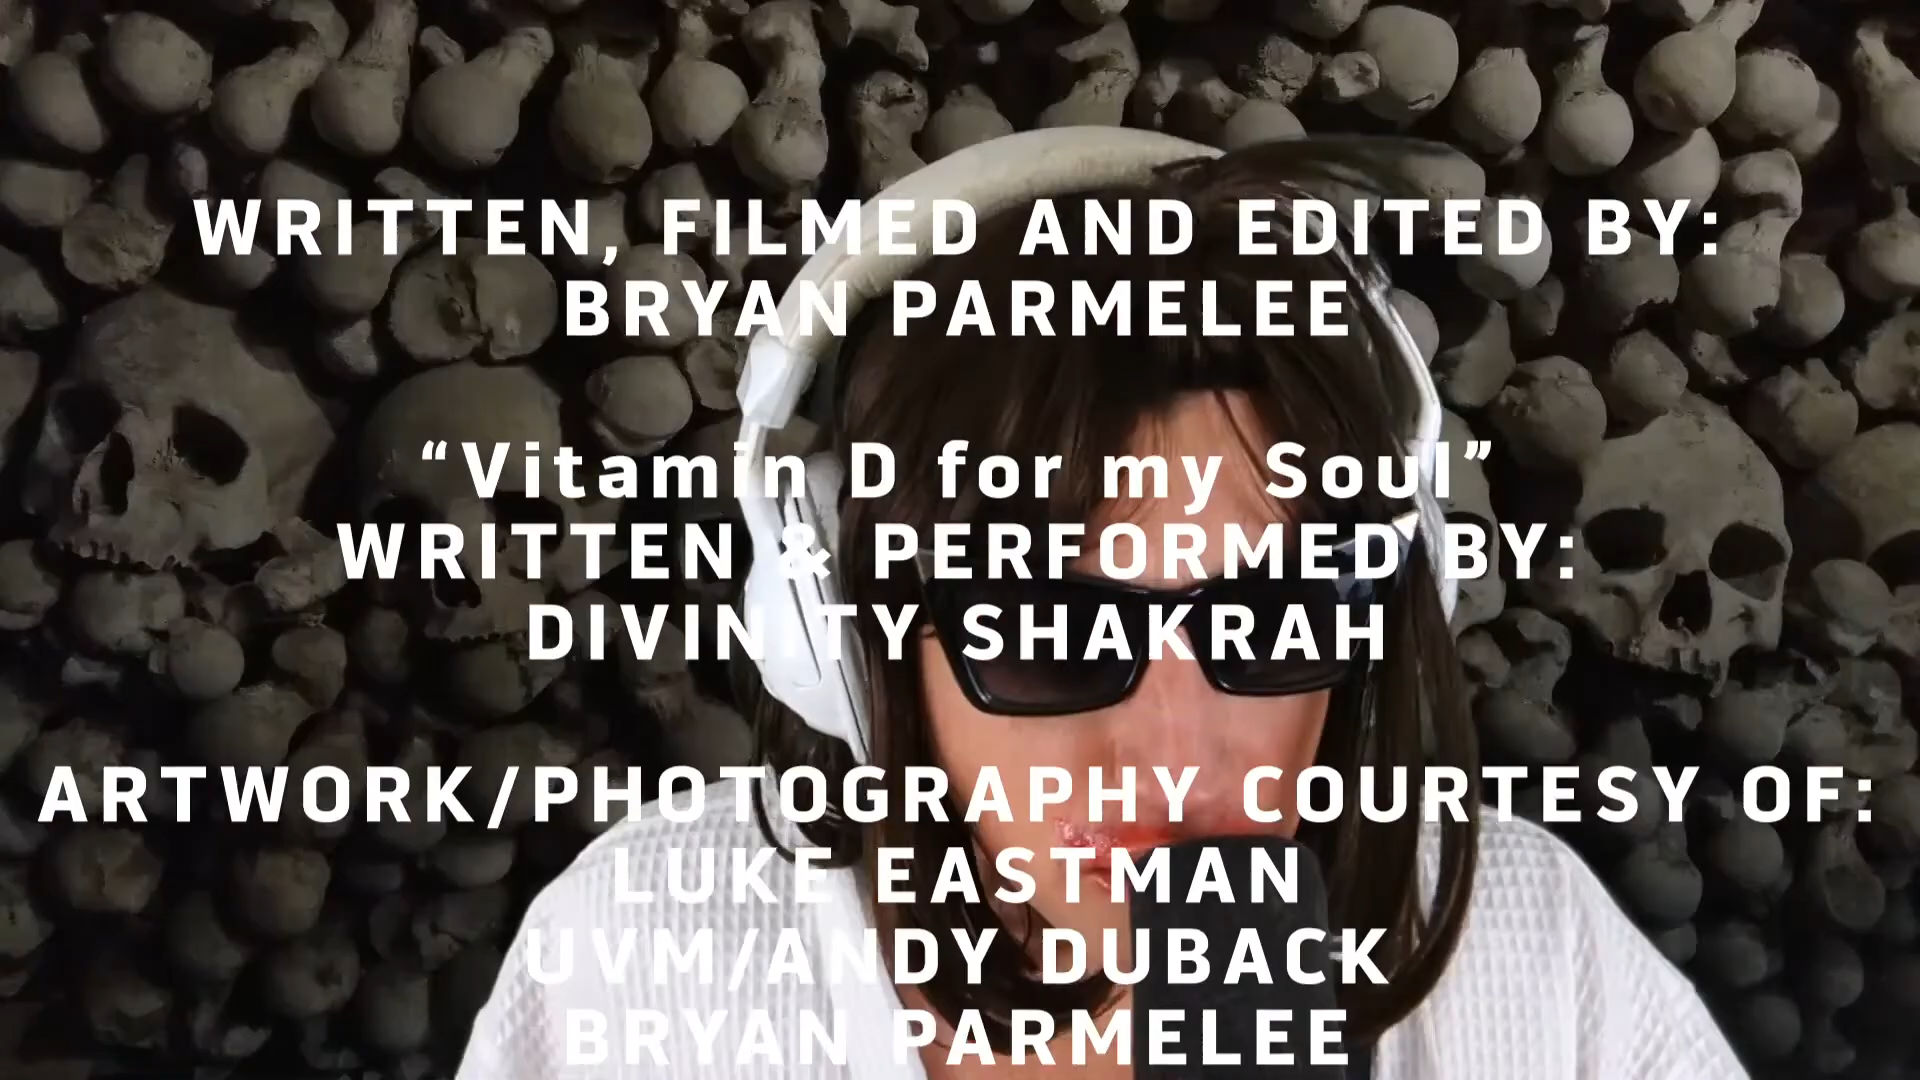 WRITTEN, FILMED AND EDITED BY:
BRYAN PARMELEE
“Vitamin D for my Soul”
WRITTEN & PERFORMED BY:
DIVINITY SHAKRAH
ARTWORK/PHOTOGRAPHY COURTESY OF:
LUKE EASTMAN
UVM/ANDY DUBACK
BRYAN PARMELEE